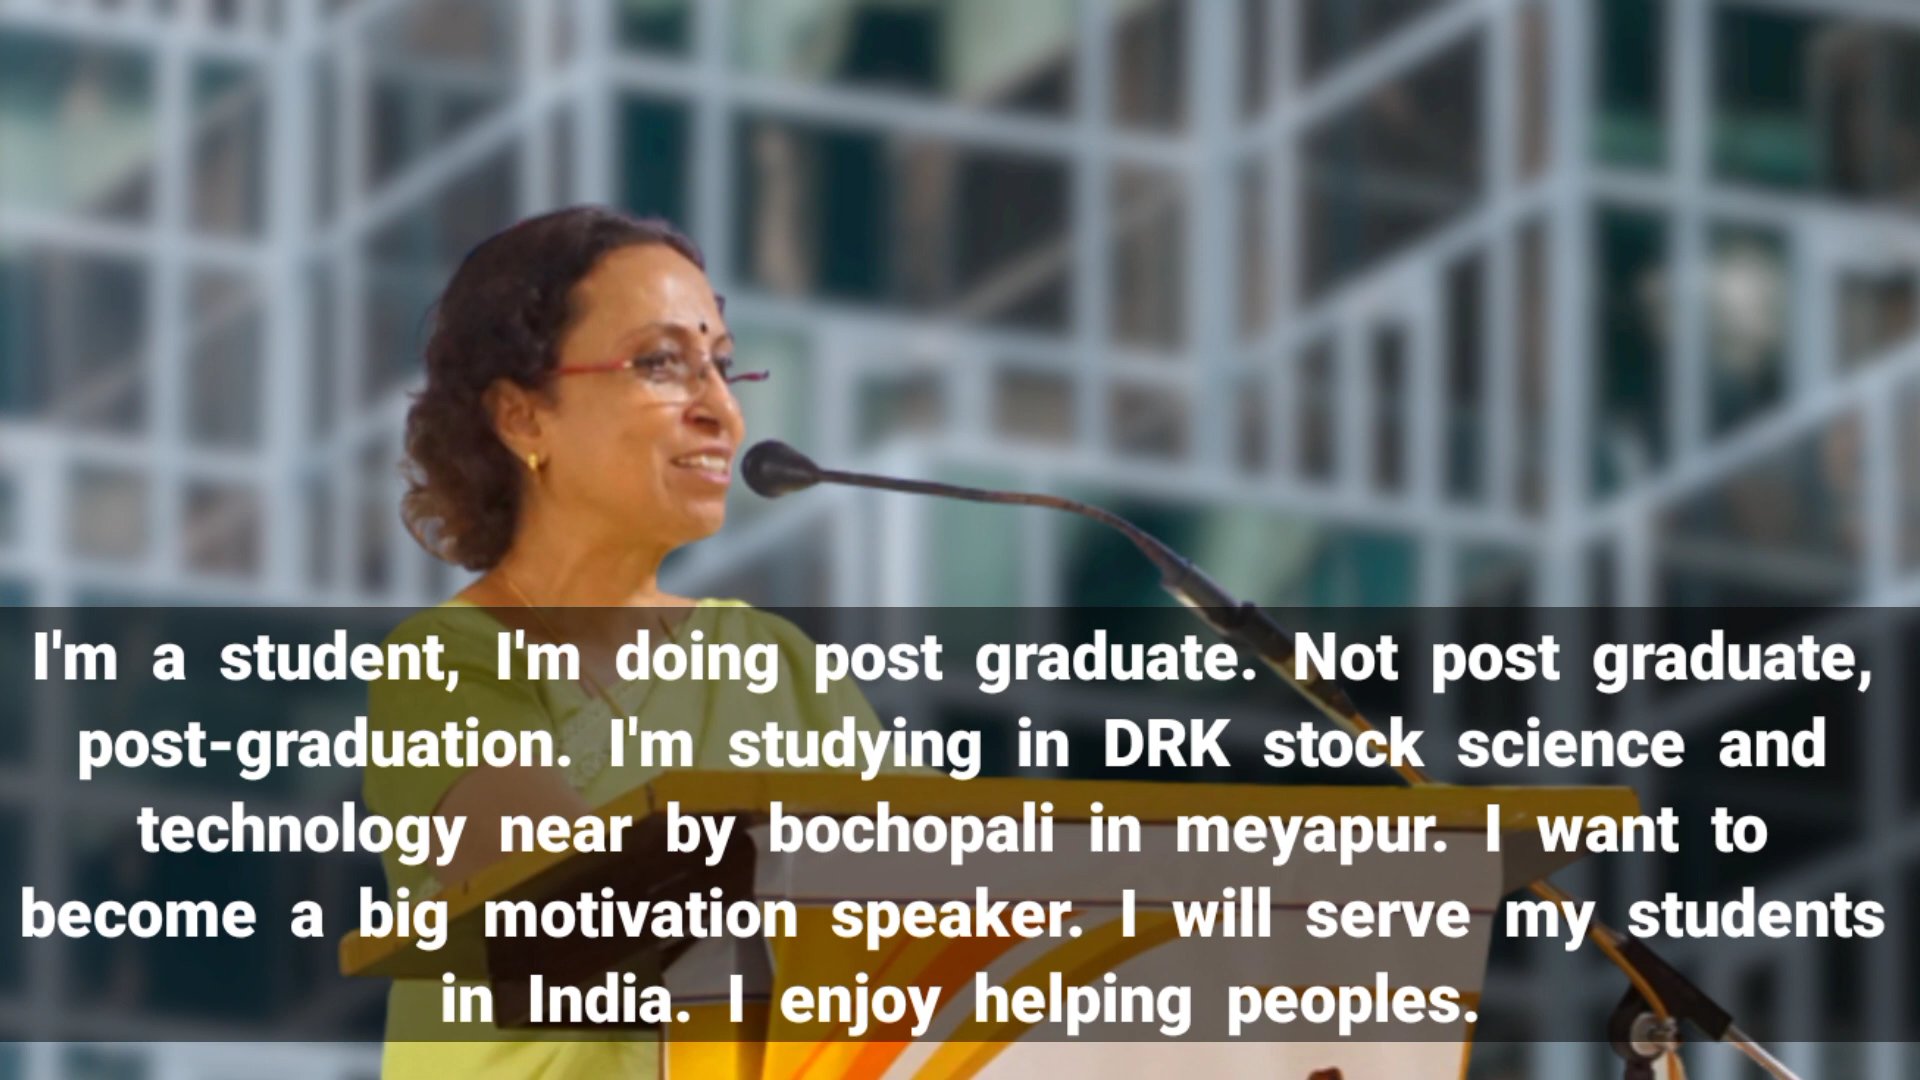 I'm a student, I'm doing post graduate. Not post graduate,
post-graduation. I'm studying in DRK stock science and
technology near by bochopali in meyapur. I want to
become a big motivation speaker. I will serve my students
in India. I enjoy helping peoples.